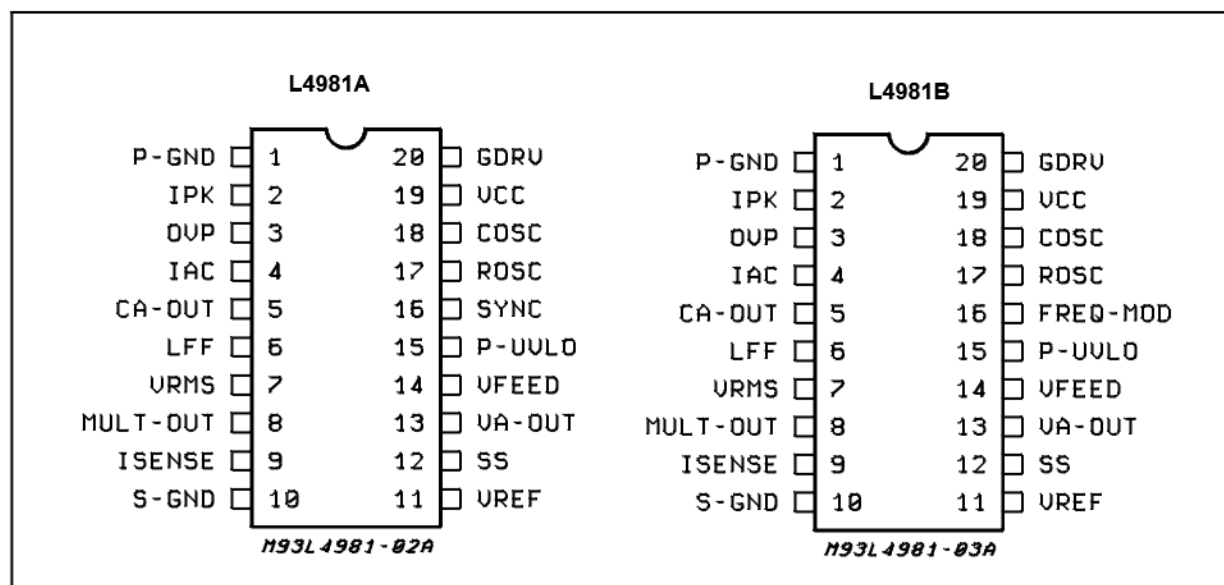 L4981A
P-GND 1 20 GDRV
IPK 2 19 VCC
OVP 3 18 COSC
IAC 4 17 ROSC
CA-OUT 5 16 SYNC
LFF 6 15 P-UVLO
VRMS 7 14 VFEED
MULT-OUT 8 13 VA-OUT
ISENSE 9 12 SS
S-GND 10 11 VREF
M93L4981-02A
L4981B
P-GND 1 20 GDRV
IPK 2 19 VCC
OVP 3 18 COSC
IAC 4 17 ROSC
CA-OUT 5 16 FREQ-MOD
LFF 6 15 P-UVLO
VRMS 7 14 VFEED
MULT-OUT 8 13 VA-OUT
ISENSE 9 12 SS
S-GND 10 11 VREF
M93L4981-03A